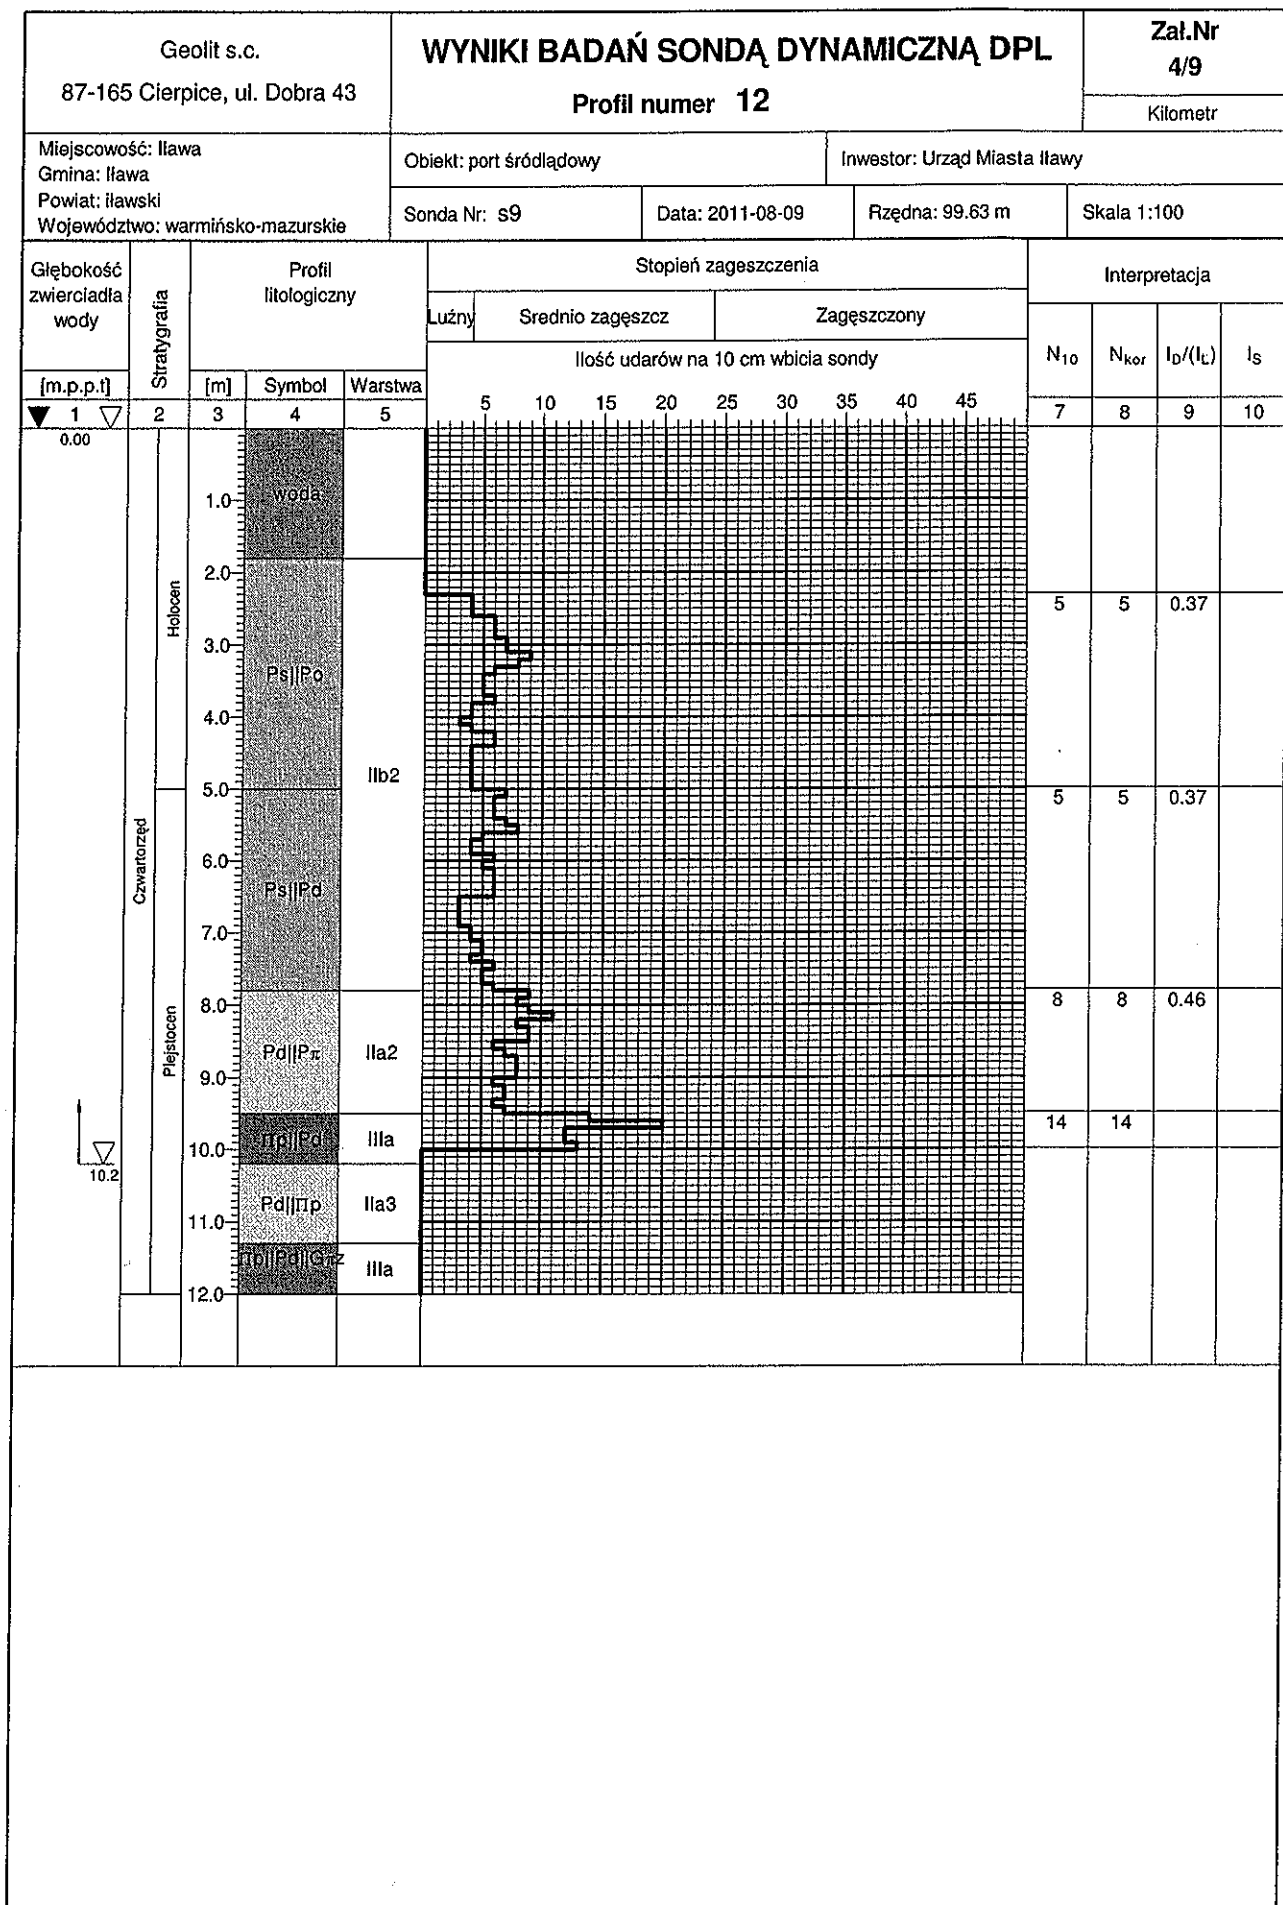 Geolit s.c.
87-165 Cierpice, ul. Dobra 43
WYNIKI BADAŃ SONDĄ DYNAMICZNĄ DPL
Profil numer 12
Zał.Nr
4/9
Kilometr
Miejscowość: Iława
Gmina: Iława
Powiat: iławski
Województwo: warmińsko-mazurskie
Obiekt: port śródlądowy
Inwestor: Urząd Miasta Iławy
Sonda Nr: s9
Data: 2011-08-09
Rzędna: 99.63 m
Skala 1:100
Głębokość
zwierciadła
wody
[m.p.p.t]
Stratygrafia
Profil
litologiczny
[m] Symbol Warstwa
Stopień zagęszczenia
Luźny Srednio zagęszcz Zagęszczony
Ilość udarów na 10 cm wbicia sondy
5 10 15 20 25 30 35 40 45
Interpretacja
N10 Nkor ID/(IŁ) IS
1 2 3 4 5 7 8 9 10
0.00
woda
1.0
2.0
Holocen
5 5 0.37
3.0
Ps||Po
4.0
IIb2
5.0
5 5 0.37
Czwartorzęd
6.0
Ps||Pd
7.0
8.0
8 8 0.46
Plejstocen
Pd||Pπ IIa2
9.0
14 14
Πp||Pd IIIa
10.0
10.2
Pd||Πp IIa3
11.0
Πp||Pd||Gπz IIIa
12.0